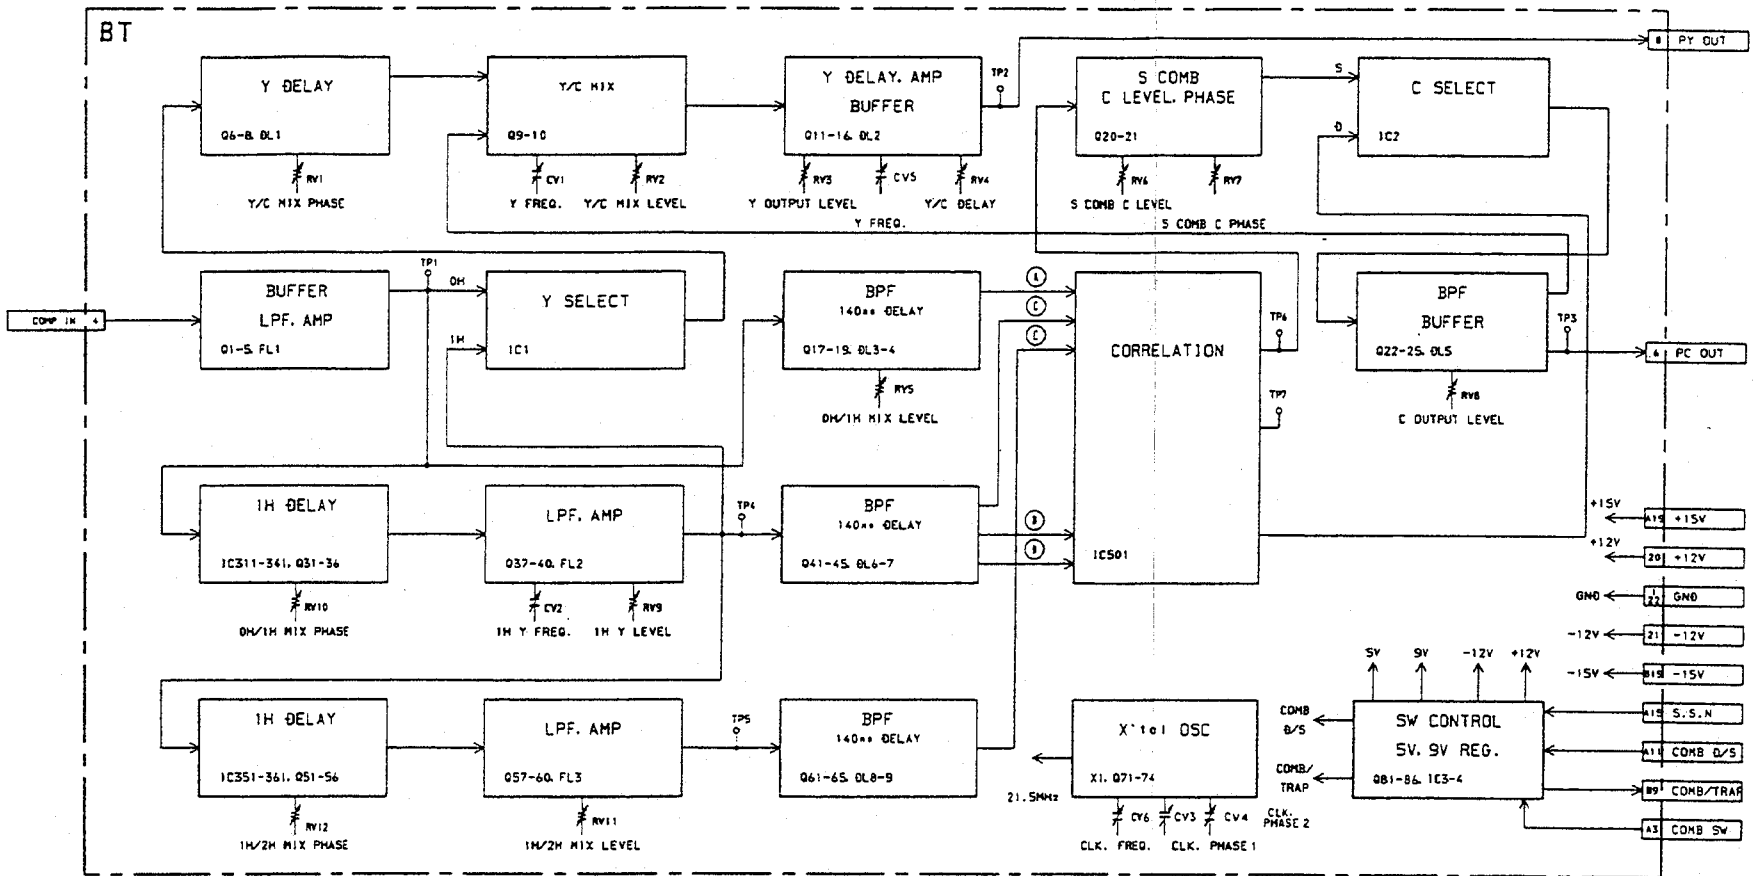 BT
Y DELAY
Q6-8. DL1
RV1
Y/C MIX PHASE
Y/C MIX
Q9-10
CV1
RV2
Y FREQ.
Y/C MIX LEVEL
Y DELAY. AMP
BUFFER
Q11-16. DL2
TP2
RV3
CV5
RV4
Y OUTPUT LEVEL
Y/C DELAY
Y FREQ.
S COMB
C LEVEL. PHASE
Q20-21
RV6
RV7
S COMB C LEVEL
S COMB C PHASE
S
D
C SELECT
IC2
8 PY OUT
COMP IN 4
BUFFER
LPF. AMP
Q1-5. FL1
TP1
0H
1H
Y SELECT
IC1
BPF
140ns DELAY
Q17-19. DL3-4
RV5
0H/1H MIX LEVEL
A
C
C
CORRELATION
IC501
TP6
TP7
BPF
BUFFER
Q22-25. DL5
RV8
C OUTPUT LEVEL
TP3
6 PC OUT
1H DELAY
IC311-341. Q31-36
RV10
0H/1H MIX PHASE
LPF. AMP
Q37-40. FL2
CV2
RV9
1H Y FREQ.
1H Y LEVEL
TP4
BPF
140ns DELAY
Q41-45. DL6-7
B
B
+15V
A19 +15V
+12V
20 +12V
GND
1 22 GND
-12V
21 -12V
-15V
B15 -15V
1H DELAY
IC351-361. Q51-56
RV12
1H/2H MIX PHASE
LPF. AMP
Q57-60. FL3
RV11
1H/2H MIX LEVEL
TP5
BPF
140ns DELAY
Q61-65. DL8-9
X'tal OSC
X1. Q71-74
21.5MHz
CV6
CV3
CV4
CLK. FREQ.
CLK. PHASE 1
CLK. PHASE 2
5V
9V
-12V
+12V
COMB D/S
COMB/ TRAP
SW CONTROL
5V. 9V REG.
Q81-86. IC3-4
A15 S.S.N
A11 COMB D/S
B9 COMB/TRAP
A3 COMB SW